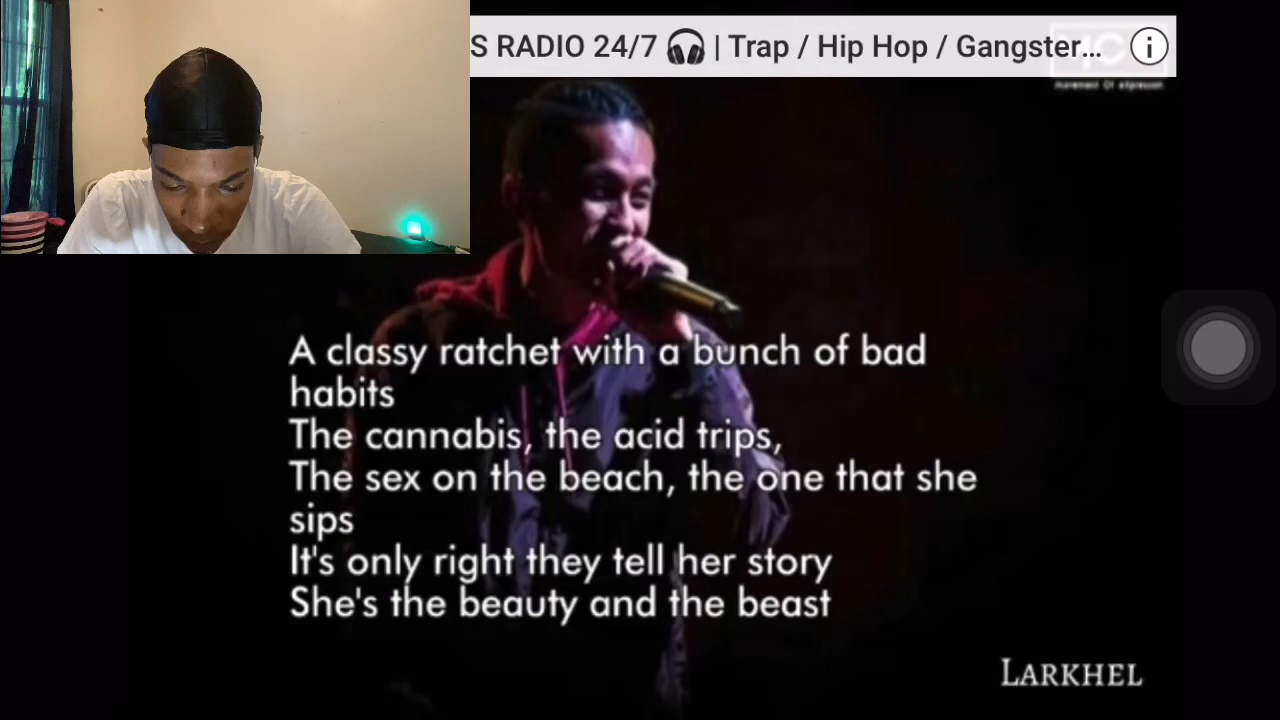 S RADIO 24/7 🎧 | Trap / Hip Hop / Gangster...
A classy ratchet with a bunch of bad
habits
The cannabis, the acid trips,
The sex on the beach, the one that she
sips
It's only right they tell her story
She's the beauty and the beast
LARKHEL